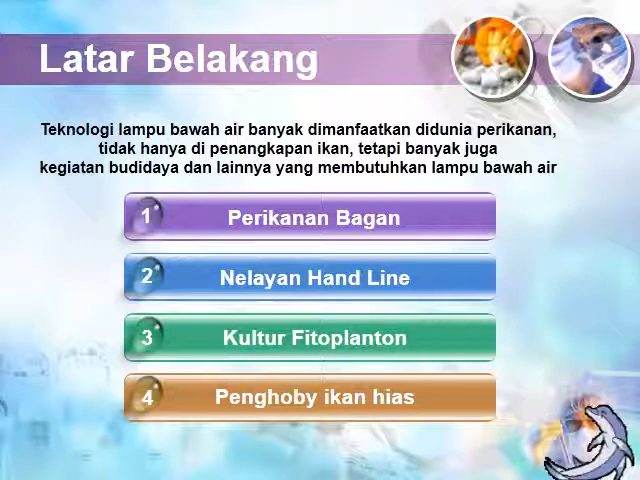 Latar Belakang
Teknologi lampu bawah air banyak dimanfaatkan didunia perikanan,
tidak hanya di penangkapan ikan, tetapi banyak juga
kegiatan budidaya dan lainnya yang membutuhkan lampu bawah air
1 Perikanan Bagan
2 Nelayan Hand Line
3 Kultur Fitoplanton
4 Penghoby ikan hias